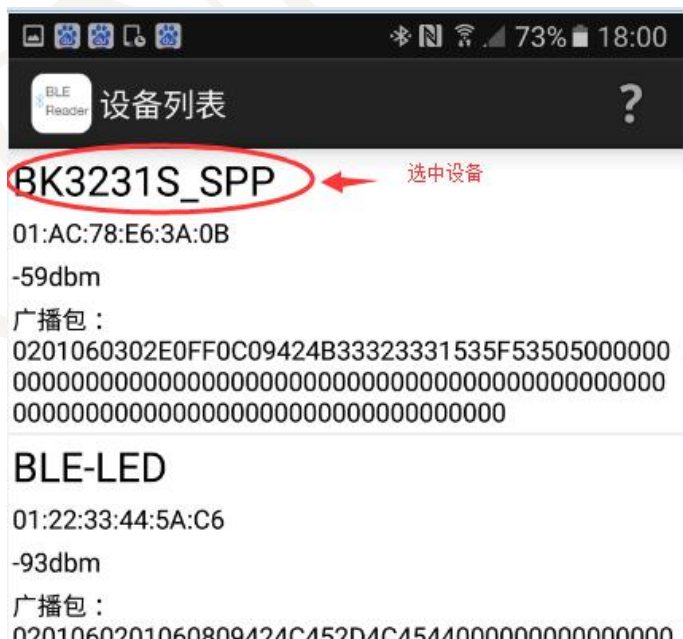 73% 18:00
BLE
Reader
设备列表 ?
BK3231S_SPP 选中设备
01:AC:78:E6:3A:0B
-59dbm
广播包：
0201060302E0FF0C09424B33323331535F53505000000
000000000000000000000000000000000000000000000
0000000000000000000000000000000000
BLE-LED
01:22:33:44:5A:C6
-93dbm
广播包：
0201060201060809424C452D4C45440000000000000000